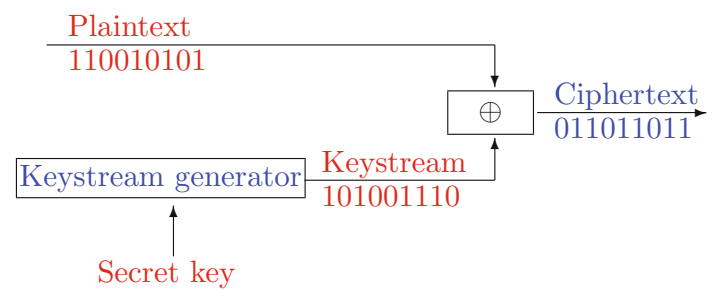 Plaintext
110010101
⊕
Ciphertext
011011011
Keystream generator
Keystream
101001110
Secret key